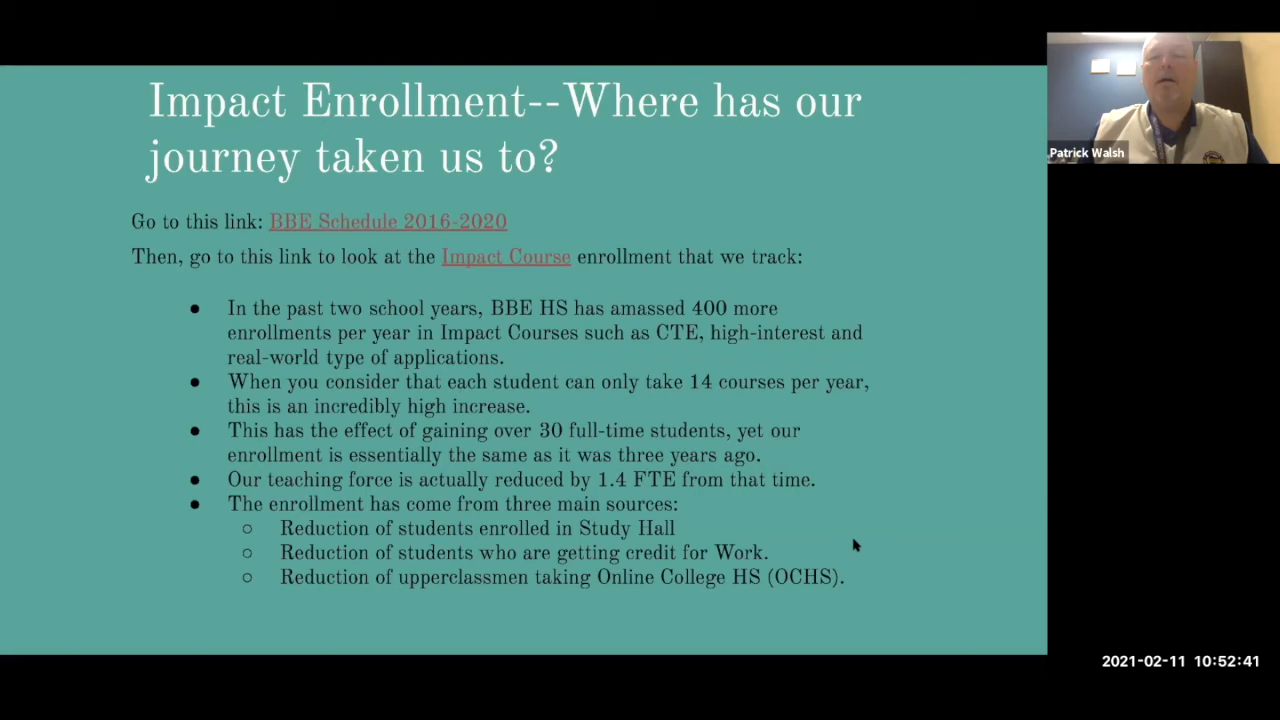 Impact Enrollment--Where has our
journey taken us to?
Go to this link: BBE Schedule 2016-2020
Then, go to this link to look at the Impact Course enrollment that we track:
● In the past two school years, BBE HS has amassed 400 more
enrollments per year in Impact Courses such as CTE, high-interest and
real-world type of applications.
● When you consider that each student can only take 14 courses per year,
this is an incredibly high increase.
● This has the effect of gaining over 30 full-time students, yet our
enrollment is essentially the same as it was three years ago.
● Our teaching force is actually reduced by 1.4 FTE from that time.
● The enrollment has come from three main sources:
○ Reduction of students enrolled in Study Hall
○ Reduction of students who are getting credit for Work.
○ Reduction of upperclassmen taking Online College HS (OCHS).
Patrick Walsh
2021-02-11 10:52:41